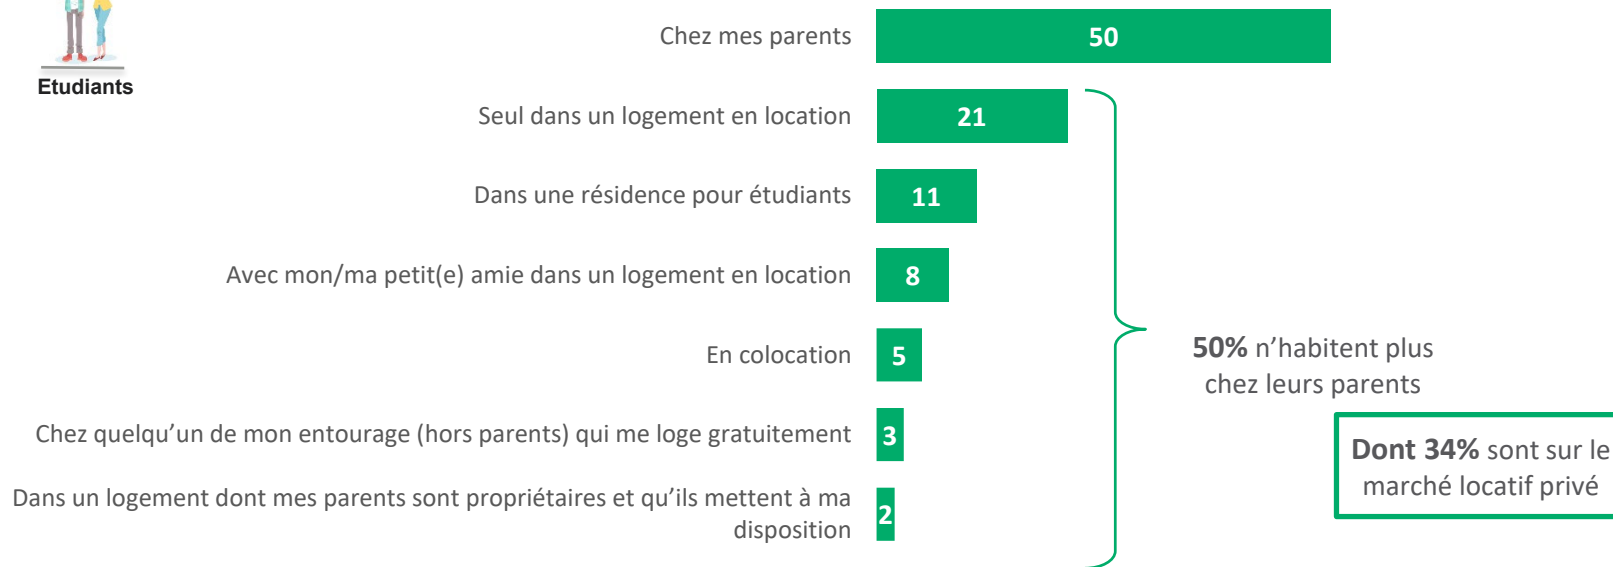 Etudiants
Chez mes parents
50
Seul dans un logement en location
21
Dans une résidence pour étudiants
11
Avec mon/ma petit(e) amie dans un logement en location
8
En colocation
5
Chez quelqu’un de mon entourage (hors parents) qui me loge gratuitement
3
Dans un logement dont mes parents sont propriétaires et qu’ils mettent à ma
disposition
2
50% n’habitent plus
chez leurs parents
Dont 34% sont sur le
marché locatif privé